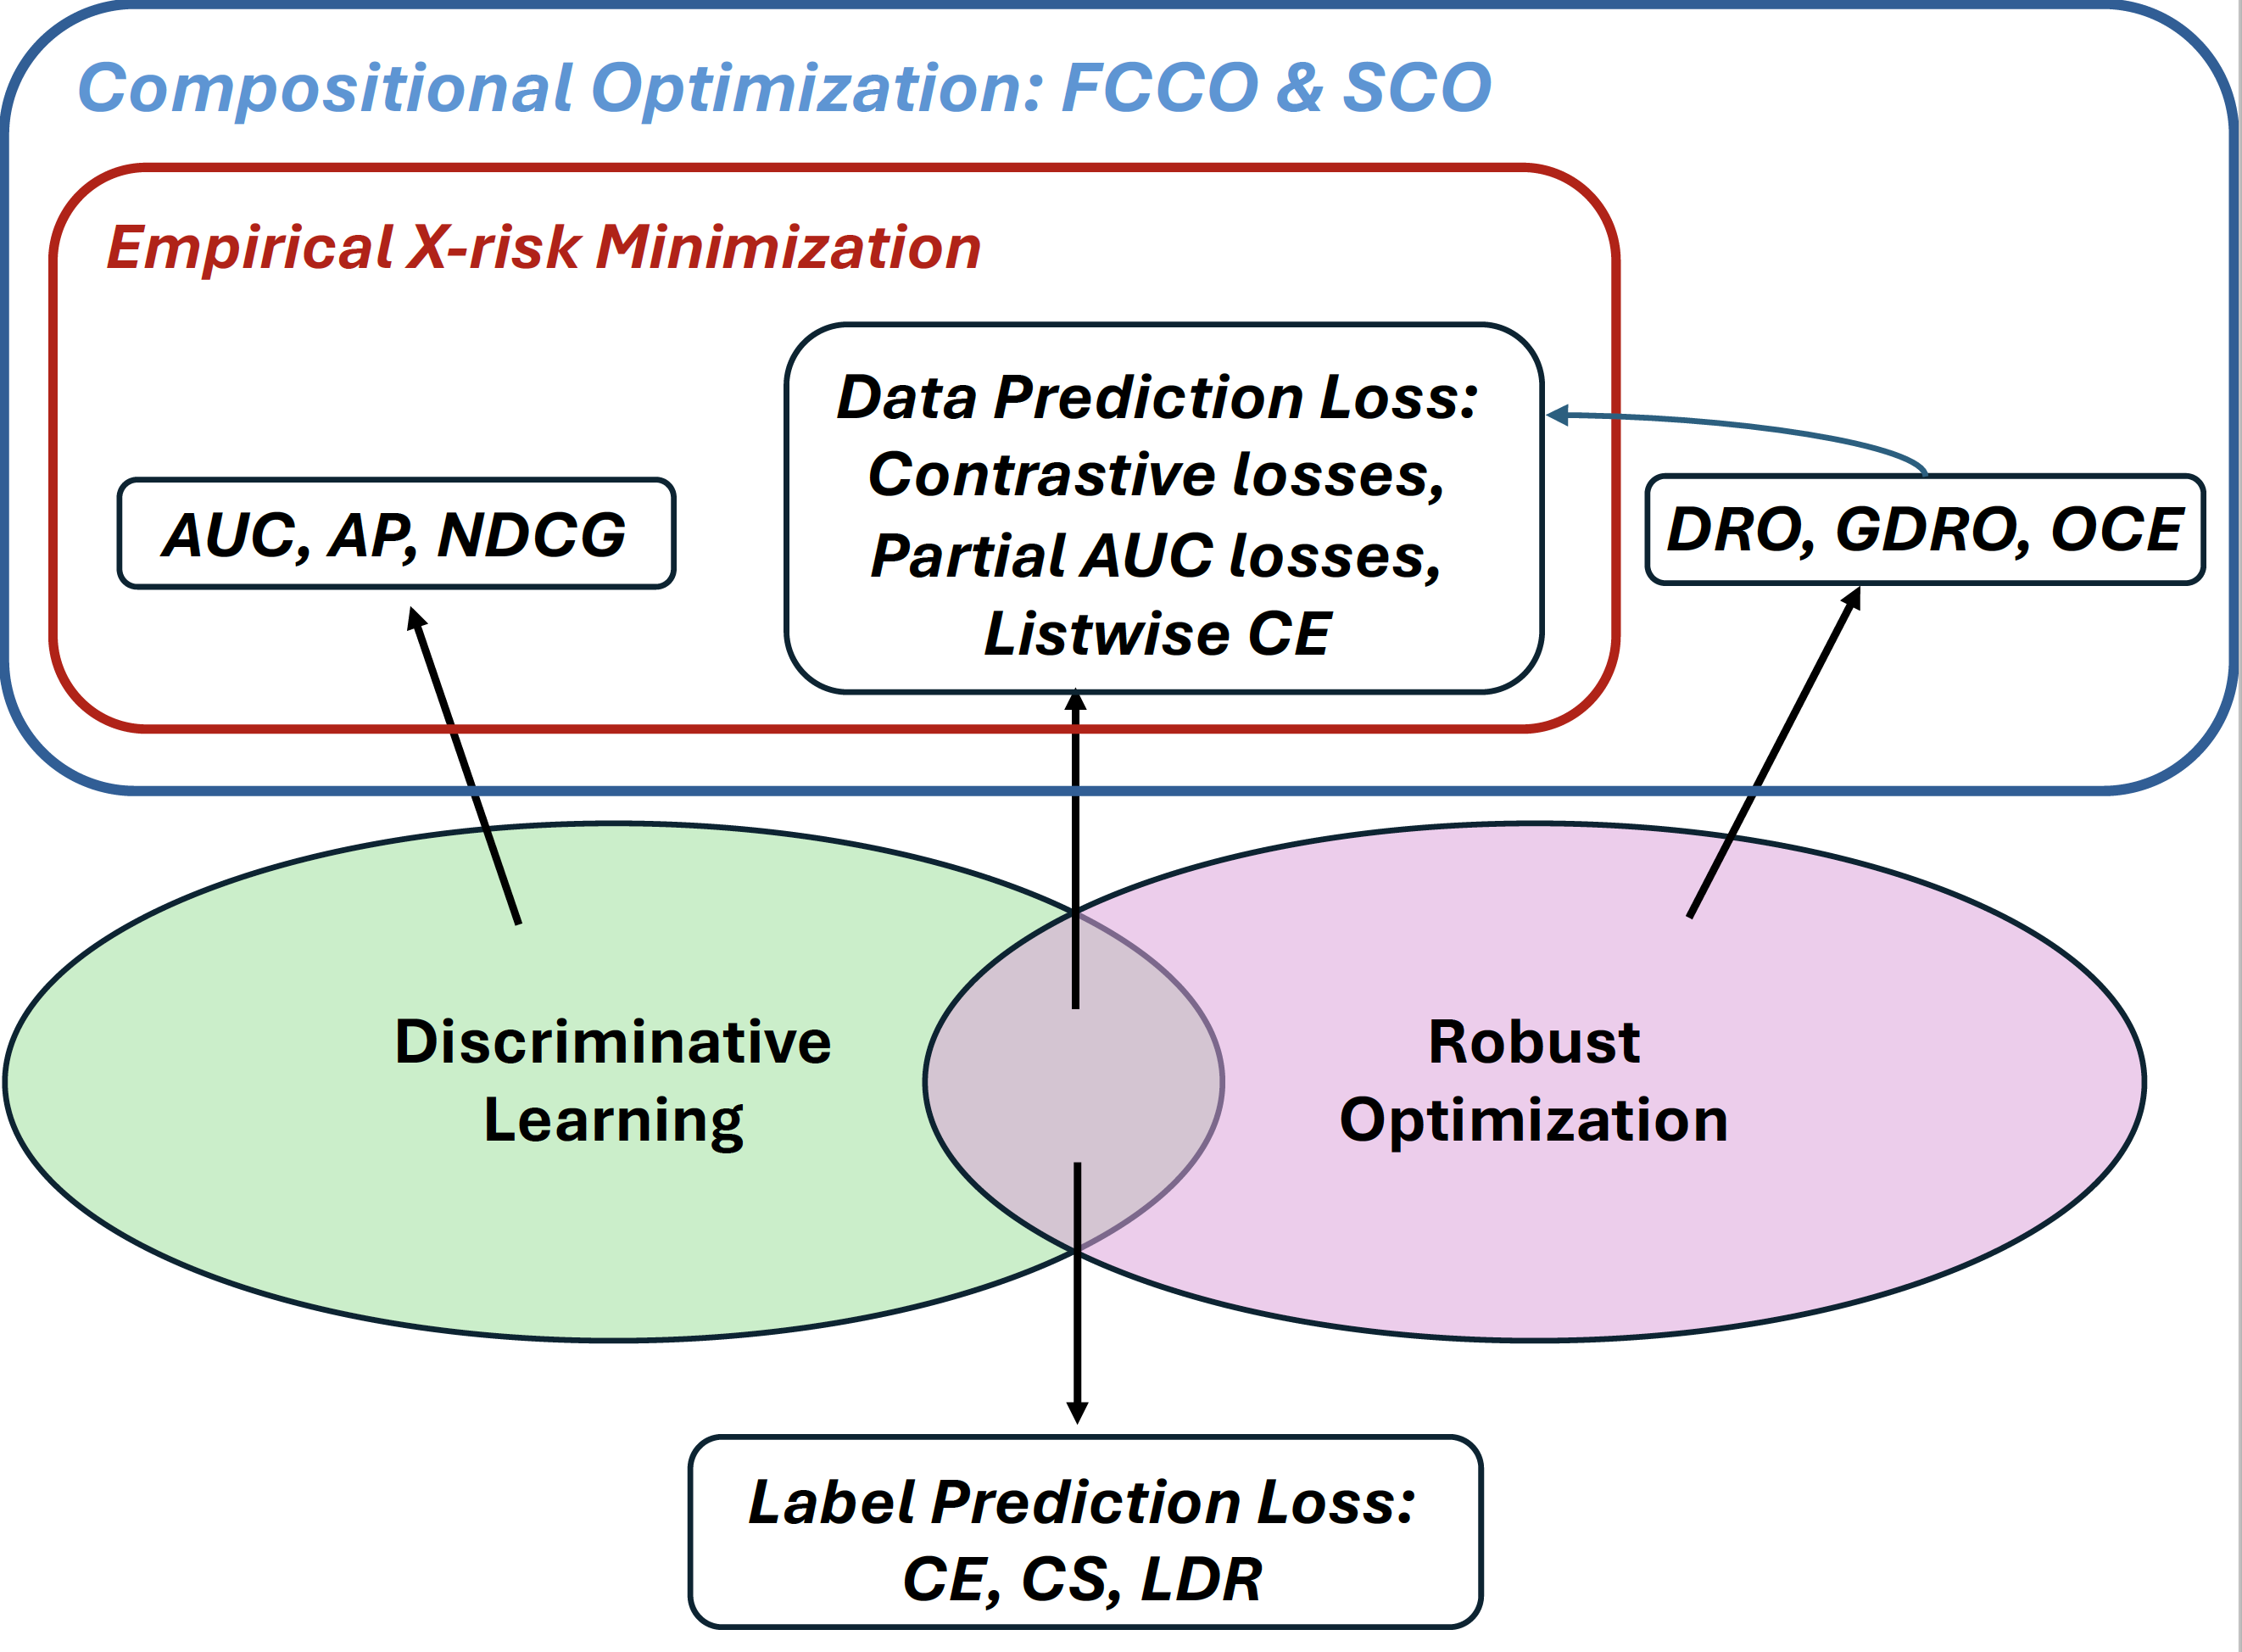 Compositional Optimization: FCCO & SCO
Empirical X-risk Minimization
Data Prediction Loss:
Contrastive losses,
Partial AUC losses,
Listwise CE
AUC, AP, NDCG
DRO, GDRO, OCE
Discriminative
Learning
Robust
Optimization
Label Prediction Loss:
CE, CS, LDR